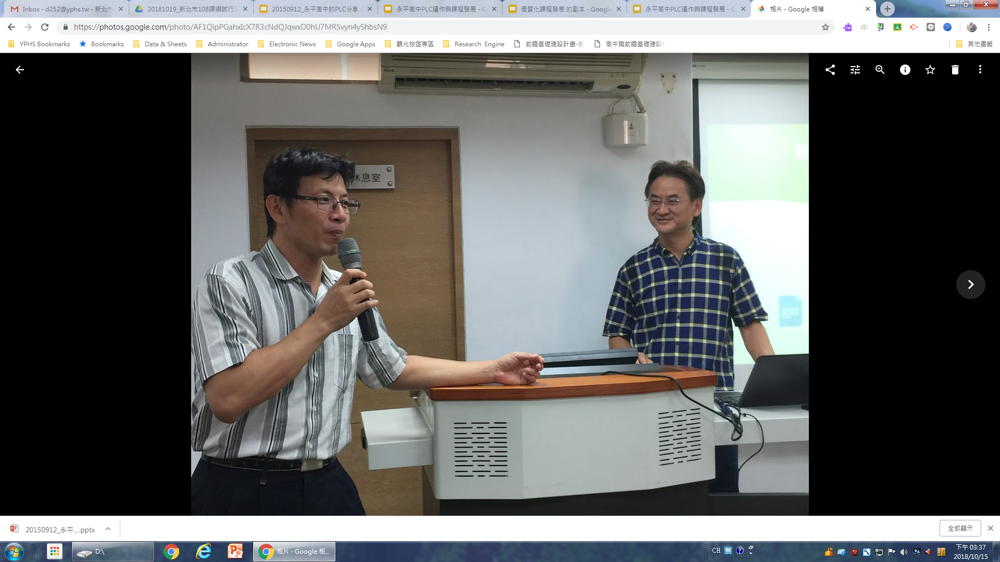 Inbox - d252@yphs.tw - 新北市
20181019_新北市108課綱試行
20150912_永平高中的PLC分享
永平高中PLC運作與課程發展 - G
優質化課程發表 的副本 - Google
永平高中PLC運作與課程發展 - G
相片 - Google 相簿
https://photos.google.com/photo/AF1QipPGahxIcX7R3cNdQJqwxD0hU7MRSvyn4yShbsN9
YPHS Bookmarks
Bookmarks
Data & Sheets
Administrator
Electronic News
Google Apps
觀光旅遊專區
Research Engine
前瞻基礎建設計畫-數
高中職前瞻基礎建設
其他書籤
休息室
20150912_永平....pptx
全部顯示
D:\
相片 - Google 相...
CH
無
下午 03:37
2018/10/15